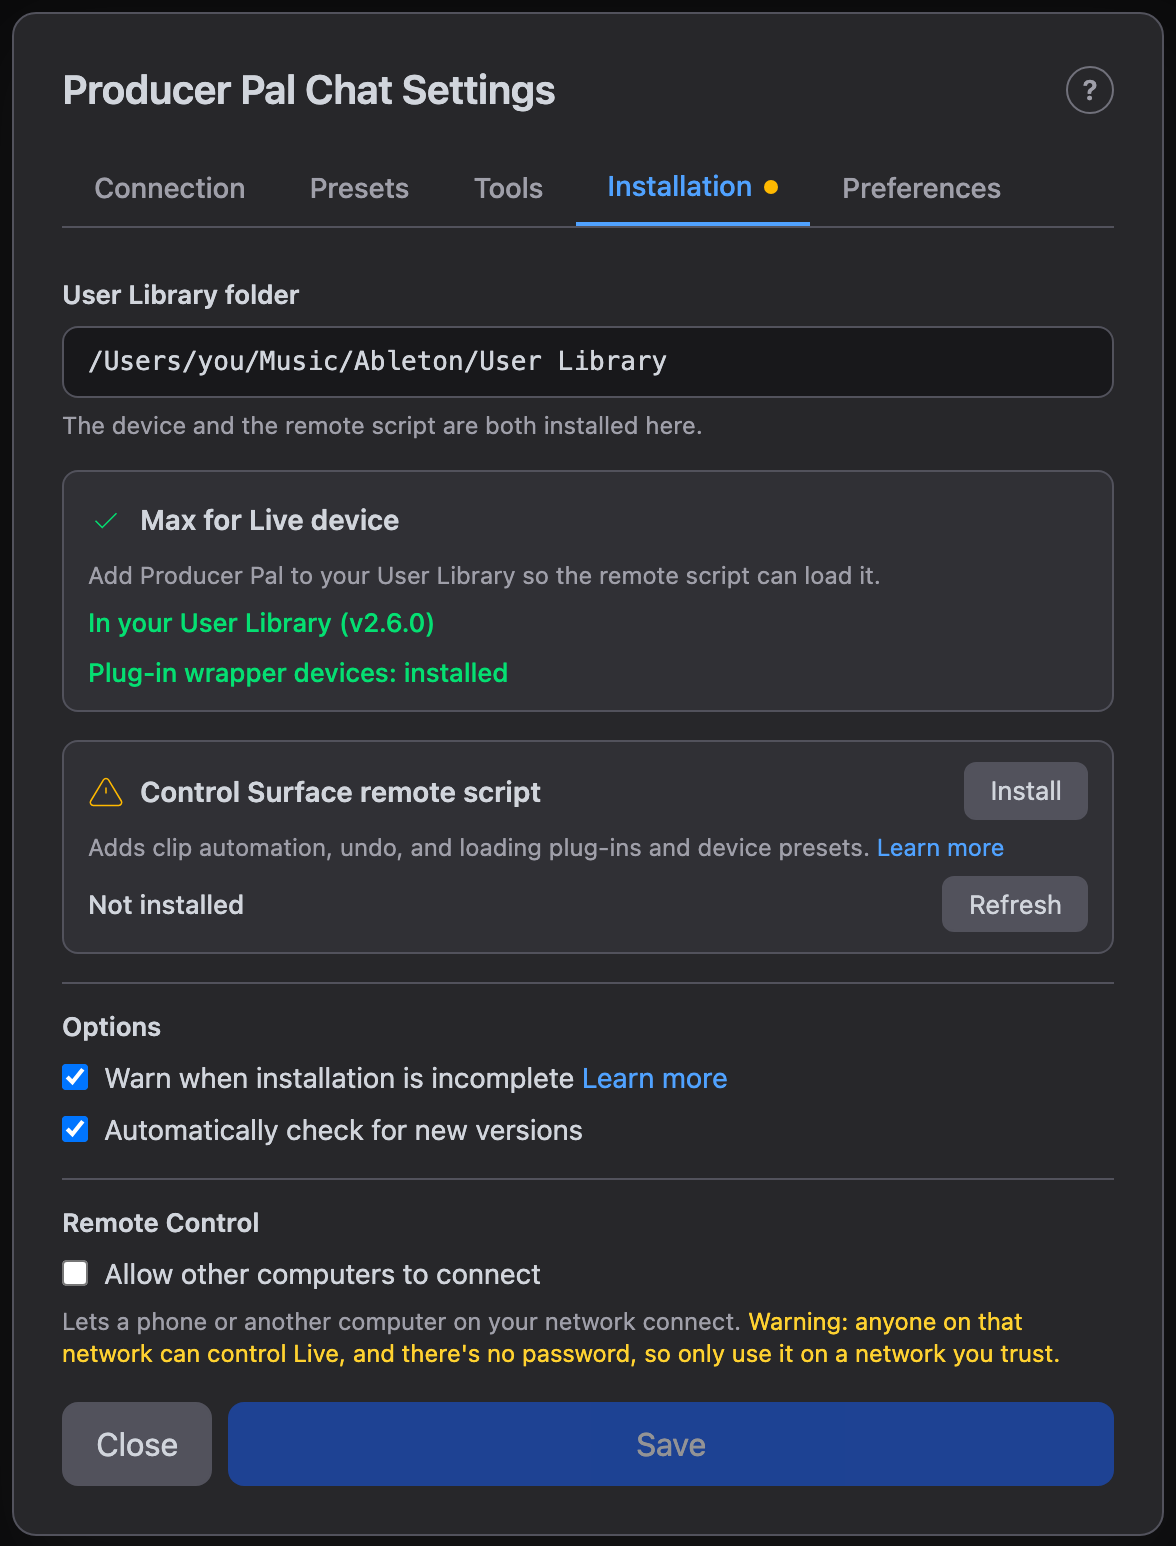 Producer Pal Chat Settings
?
Connection Presets Tools Installation Preferences
User Library folder
/Users/you/Music/Ableton/User Library
The device and the remote script are both installed here.
Max for Live device
Add Producer Pal to your User Library so the remote script can load it.
In your User Library (v2.6.0)
Plug-in wrapper devices: installed
Control Surface remote script
Install
Adds clip automation, undo, and loading plug-ins and device presets. Learn more
Not installed
Refresh
Options
Warn when installation is incomplete Learn more
Automatically check for new versions
Remote Control
Allow other computers to connect
Lets a phone or another computer on your network connect. Warning: anyone on that
network can control Live, and there's no password, so only use it on a network you trust.
Close
Save